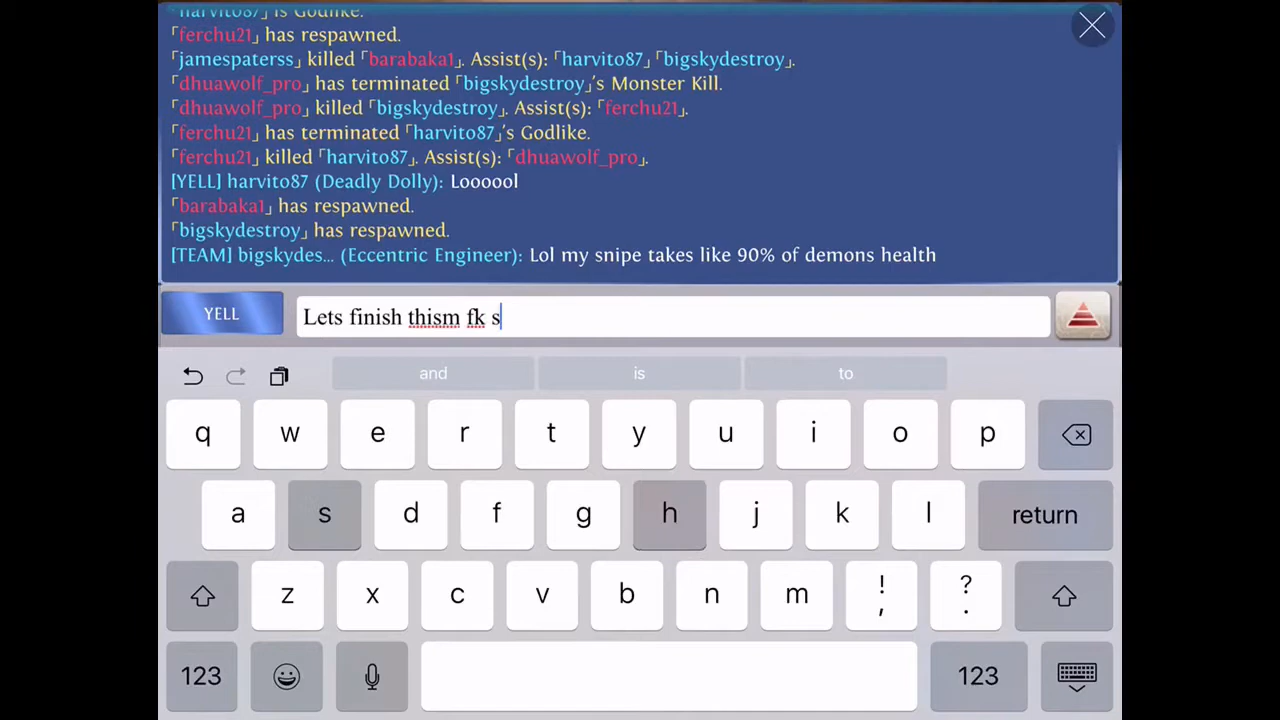 「harvito87」is Godlike.
「ferchu21」has respawned.
「jamespaterss」killed「barabaka1」. Assist(s):「harvito87」「bigskydestroy」.
「dhuawolf_pro」has terminated「bigskydestroy」's Monster Kill.
「dhuawolf_pro」killed「bigskydestroy」. Assist(s):「ferchu21」.
「ferchu21」has terminated「harvito87」's Godlike.
「ferchu21」killed「harvito87」. Assist(s):「dhuawolf_pro」.
[YELL] harvito87 (Deadly Dolly): Loooool
「barabaka1」has respawned.
「bigskydestroy」has respawned.
[TEAM] bigskydes... (Eccentric Engineer): Lol my snipe takes like 90% of demons health
YELL Lets finish thism fk s
and is to
q w e r t y u i o p
a s d f g h j k l return
z x c v b n m ! , ? .
123 123